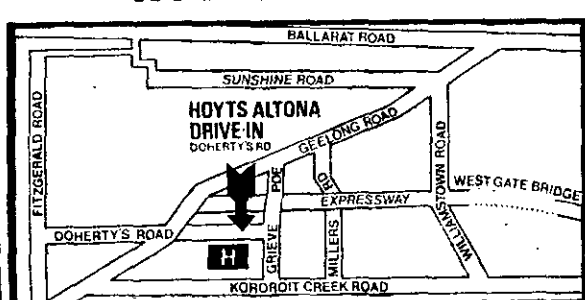 BALLARAT ROAD
SUNSHINE ROAD
HOYTS ALTONA
DRIVE-IN
DOHERTY'S RD
GEELONG ROAD
FITZGERALD ROAD
WILLIAMSTOWN ROAD
PDE
RD
EXPRESSWAY
WEST GATE BRIDGE
DOHERTY'S ROAD
H
GRIEVE
MILLERS
KOROROIT CREEK ROAD